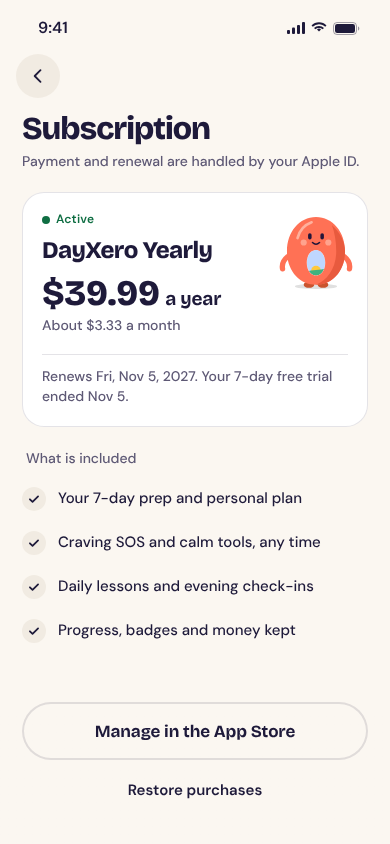 9:41
Subscription
Payment and renewal are handled by your Apple ID.
Active
DayXero Yearly
$39.99 a year
About $3.33 a month
Renews Fri, Nov 5, 2027. Your 7-day free trial
ended Nov 5.
What is included
Your 7-day prep and personal plan
Craving SOS and calm tools, any time
Daily lessons and evening check-ins
Progress, badges and money kept
Manage in the App Store
Restore purchases